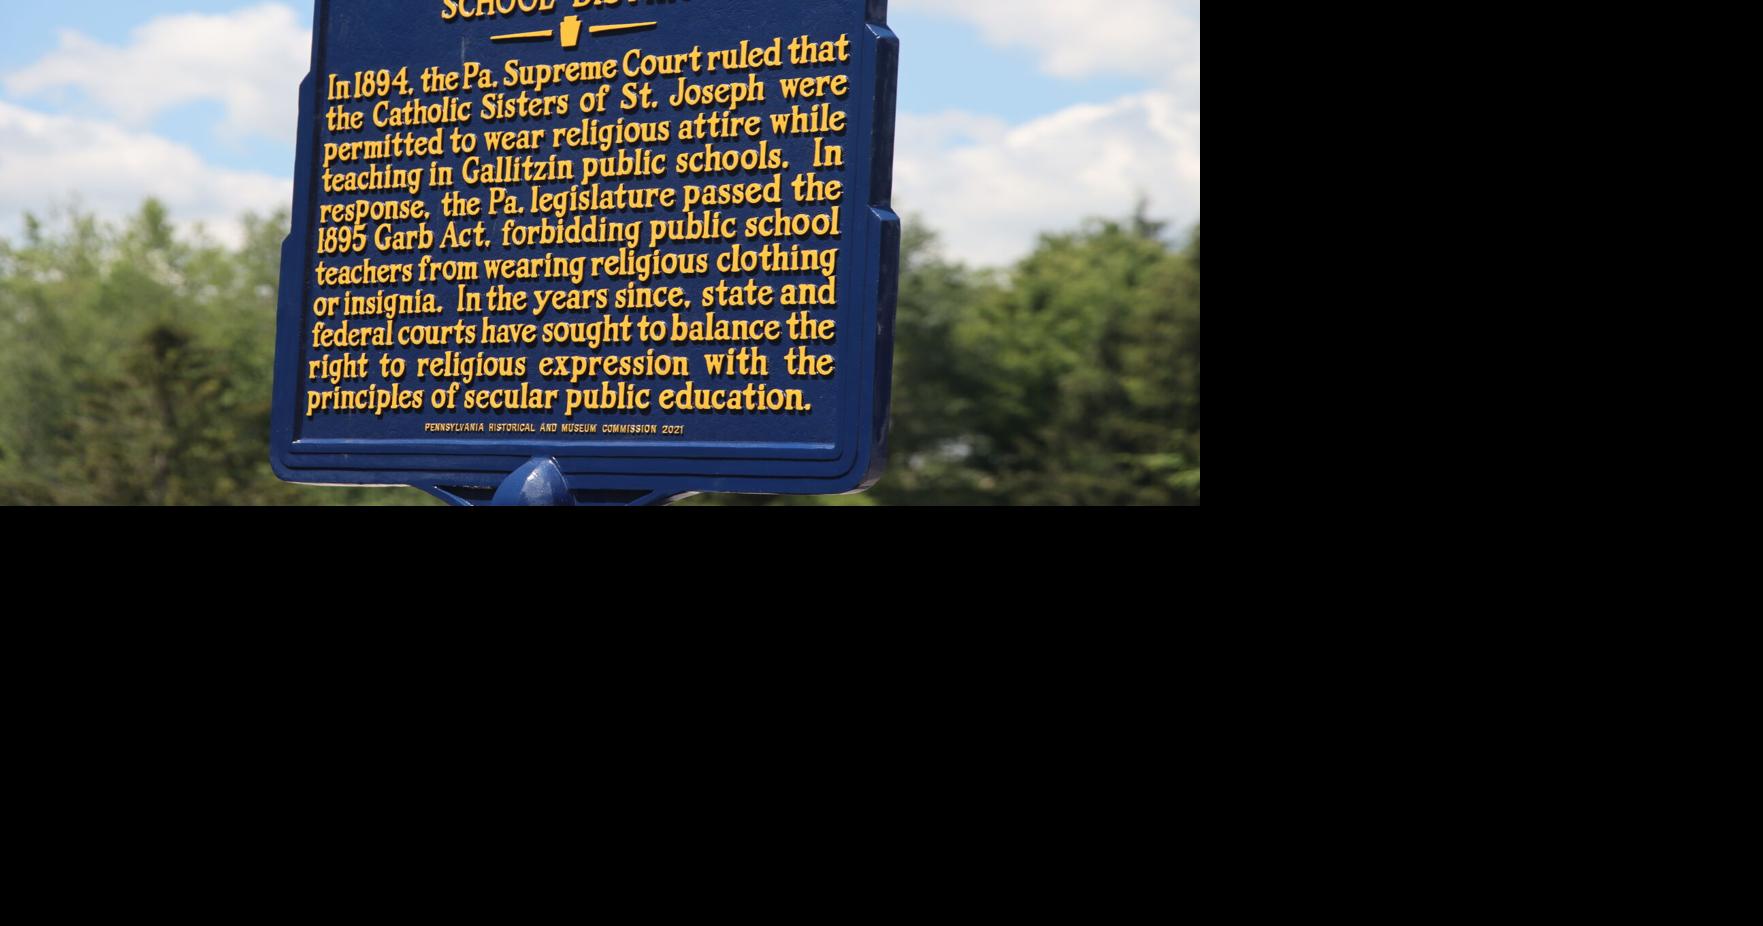 SCHOOL
In 1894, the Pa. Supreme Court ruled that
the Catholic Sisters of St. Joseph were
permitted to wear religious attire while
teaching in Gallitzin public schools. In
response, the Pa. legislature passed the
1895 Garb Act, forbidding public school
teachers from wearing religious clothing
or insignia. In the years since, state and
federal courts have sought to balance the
right to religious expression with the
principles of secular public education.
PENNSYLVANIA HISTORICAL AND MUSEUM COMMISSION 2021